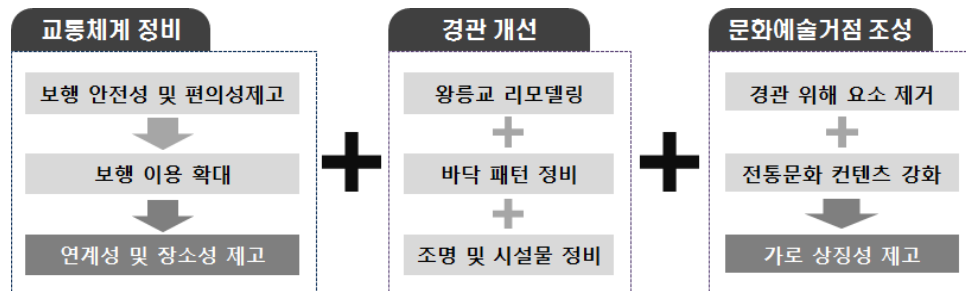 교통체계 정비
보행 안전성 및 편의성제고
보행 이용 확대
연계성 및 장소성 제고
경관 개선
왕릉교 리모델링
바닥 패턴 정비
조명 및 시설물 정비
문화예술거점 조성
경관 위해 요소 제거
전통문화 컨텐츠 강화
가로 상징성 제고